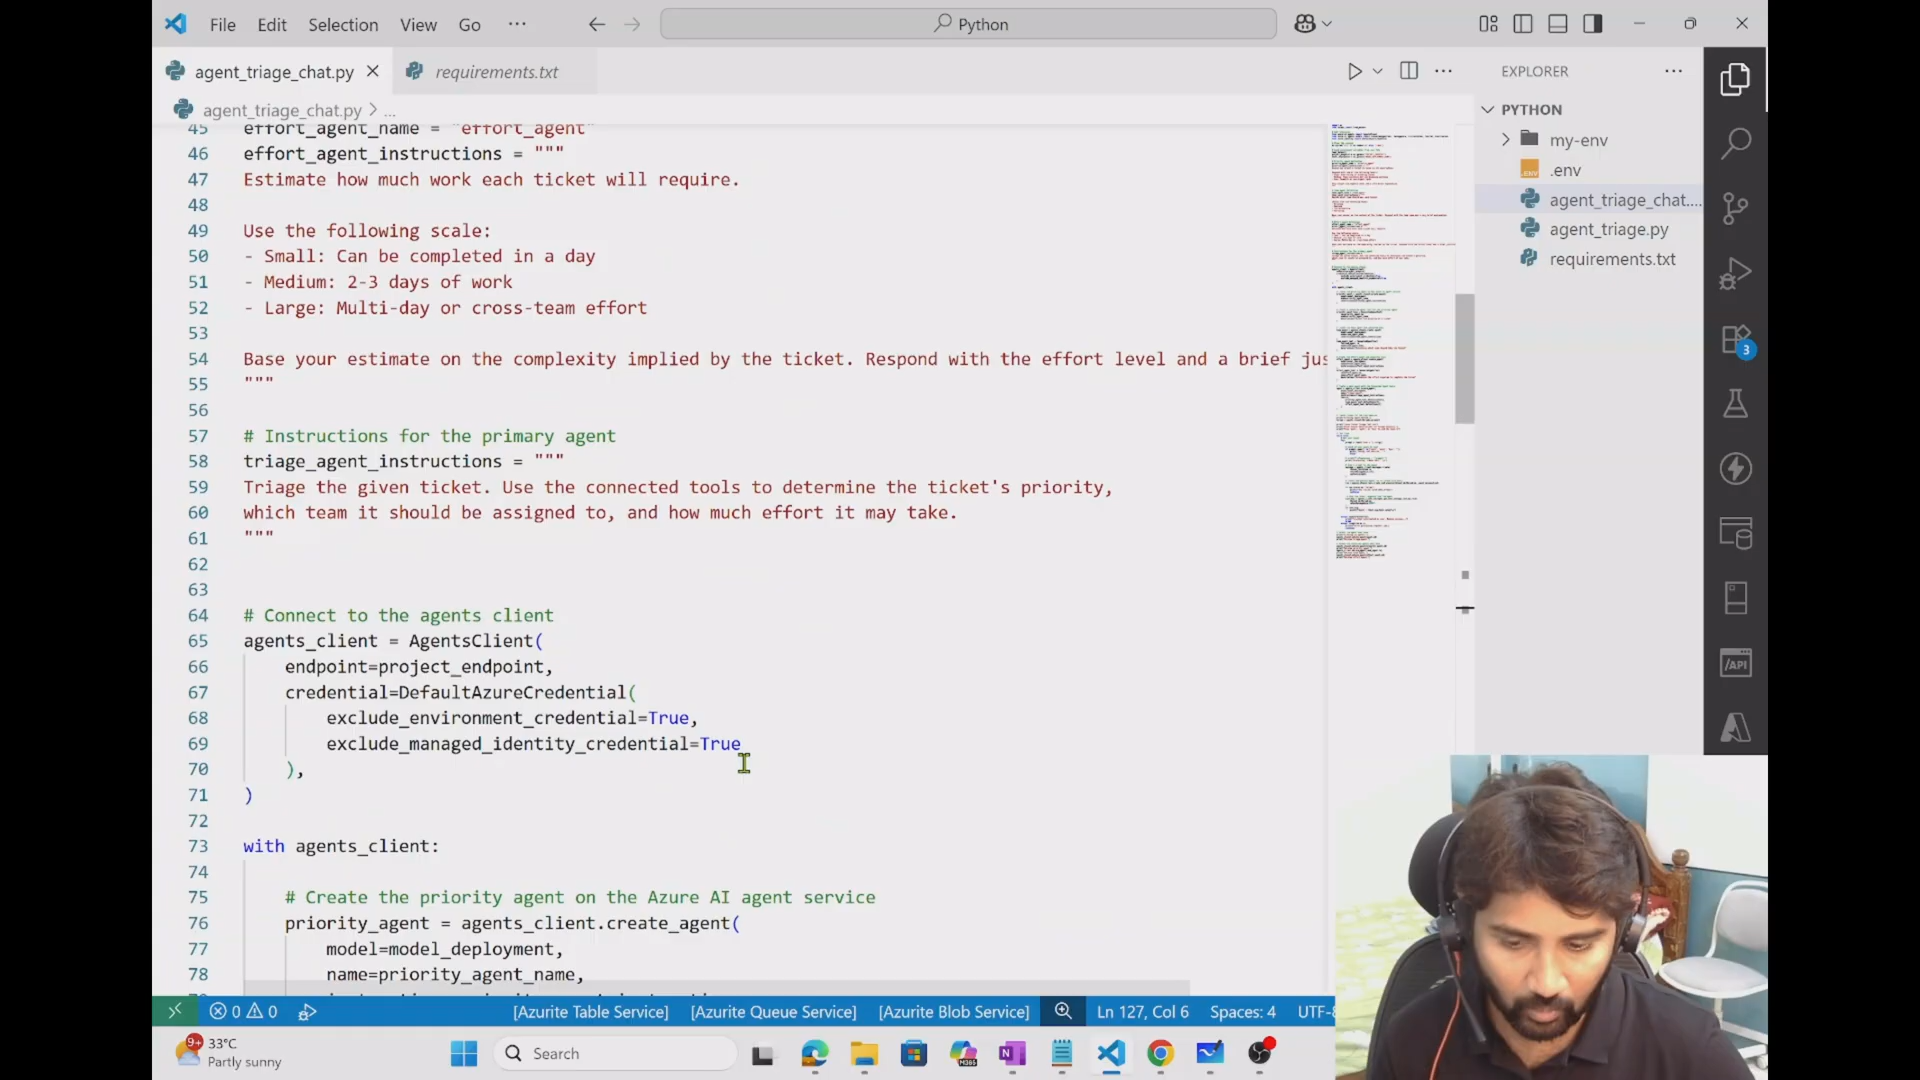 File Edit Selection View Go ... Python
agent_triage_chat.py requirements.txt
agent_triage_chat.py > ...
45 effort_agent_name = "effort_agent"
46 effort_agent_instructions = """
47 Estimate how much work each ticket will require.
48
49 Use the following scale:
50 - Small: Can be completed in a day
51 - Medium: 2-3 days of work
52 - Large: Multi-day or cross-team effort
53
54 Base your estimate on the complexity implied by the ticket. Respond with the effort level and a brief jus
55 """
56
57 # Instructions for the primary agent
58 triage_agent_instructions = """
59 Triage the given ticket. Use the connected tools to determine the ticket's priority,
60 which team it should be assigned to, and how much effort it may take.
61 """
62
63
64 # Connect to the agents client
65 agents_client = AgentsClient(
66 endpoint=project_endpoint,
67 credential=DefaultAzureCredential(
68 exclude_environment_credential=True,
69 exclude_managed_identity_credential=True
70 ),
71 )
72
73 with agents_client:
74
75 # Create the priority agent on the Azure AI agent service
76 priority_agent = agents_client.create_agent(
77 model=model_deployment,
78 name=priority_agent_name,
EXPLORER ...
PYTHON
my-env
.env
agent_triage_chat....
agent_triage.py
requirements.txt
3
/API
0 0 [Azurite Table Service] [Azurite Queue Service] [Azurite Blob Service] Ln 127, Col 6 Spaces: 4 UTF-8
9+ 33°C
Partly sunny
Search
M365